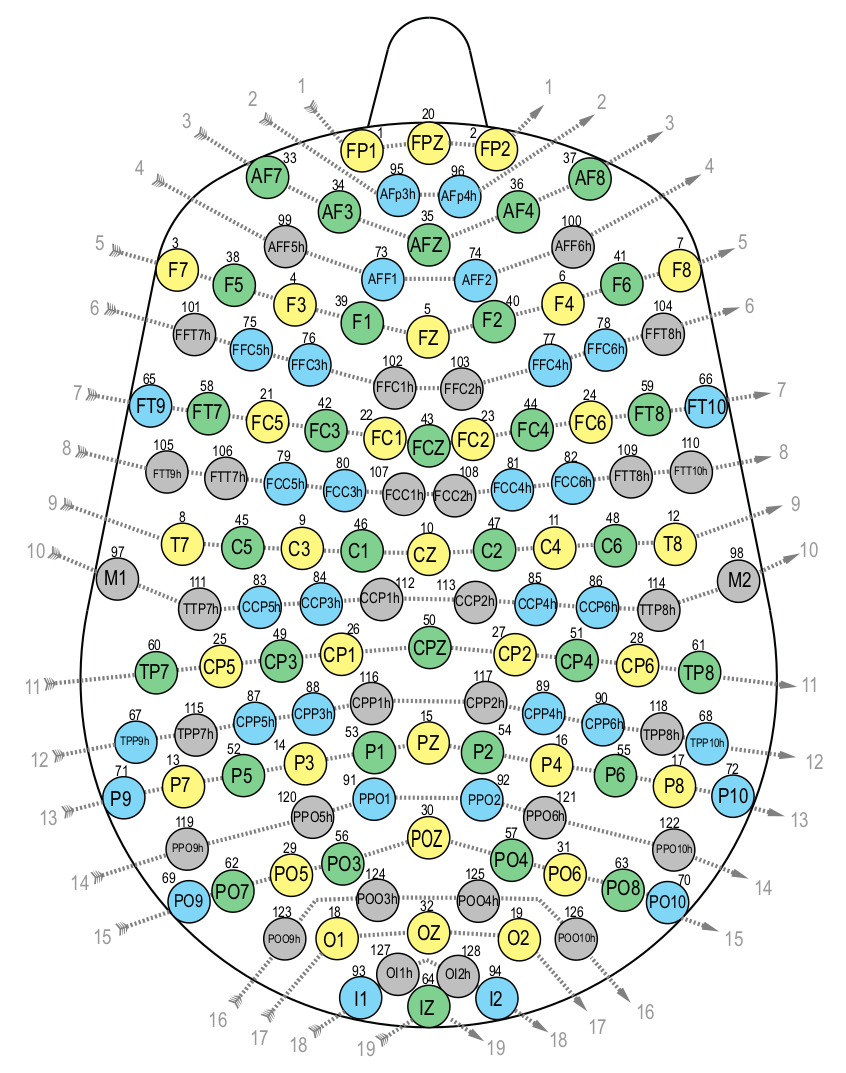 1 20 2 1
FP1 FPZ FP2
2 95 96 2
AFp3h AFp4h
3 33 34 35 36 37 3
AF7 AF3 AFZ AF4 AF8
4 99 73 74 100 4
AFF5h AFF1 AFF2 AFF6h
5 3 38 4 39 5 40 6 41 7 5
F7 F5 F3 F1 FZ F2 F4 F6 F8
6 101 75 76 102 103 77 78 104 6
FFT7h FFC5h FFC3h FFC1h FFC2h FFC4h FFC6h FFT8h
7 65 58 21 42 22 43 23 44 24 59 66 7
FT9 FT7 FC5 FC3 FC1 FCZ FC2 FC4 FC6 FT8 FT10
8 105 106 79 80 107 108 81 82 109 110 8
FTT9h FTT7h FCC5h FCC3h FCC1h FCC2h FCC4h FCC6h FTT8h FTT10h
9 8 45 9 46 10 47 11 48 12 9
T7 C5 C3 C1 CZ C2 C4 C6 T8
10 97 111 83 84 112 113 85 86 114 98 10
M1 TTP7h CCP5h CCP3h CCP1h CCP2h CCP4h CCP6h TTP8h M2
60 25 49 26 50 27 51 28 61
11 TP7 CP5 CP3 CP1 CPZ CP2 CP4 CP6 TP8 11
67 115 87 88 116 117 89 90 118 68
12 TPP9h TPP7h CPP5h CPP3h CPP1h CPP2h CPP4h CPP6h TPP8h TPP10h 12
71 13 52 14 53 15 54 16 55 17 72
13 P9 P7 P5 P3 P1 PZ P2 P4 P6 P8 P10 13
119 120 91 92 121 122
14 PPO9h PPO5h PPO1 PPO2 PPO6h PPO10h 14
69 62 29 56 30 57 31 63 70
15 PO9 PO7 PO5 PO3 POZ PO4 PO6 PO8 PO10 15
123 124 125 126
16 POO9h POO3h POO4h POO10h 16
18 32 19
17 O1 OZ O2 17
93 127 128 94
18 I1 OI1h OI2h I2 18
64
19 IZ 19